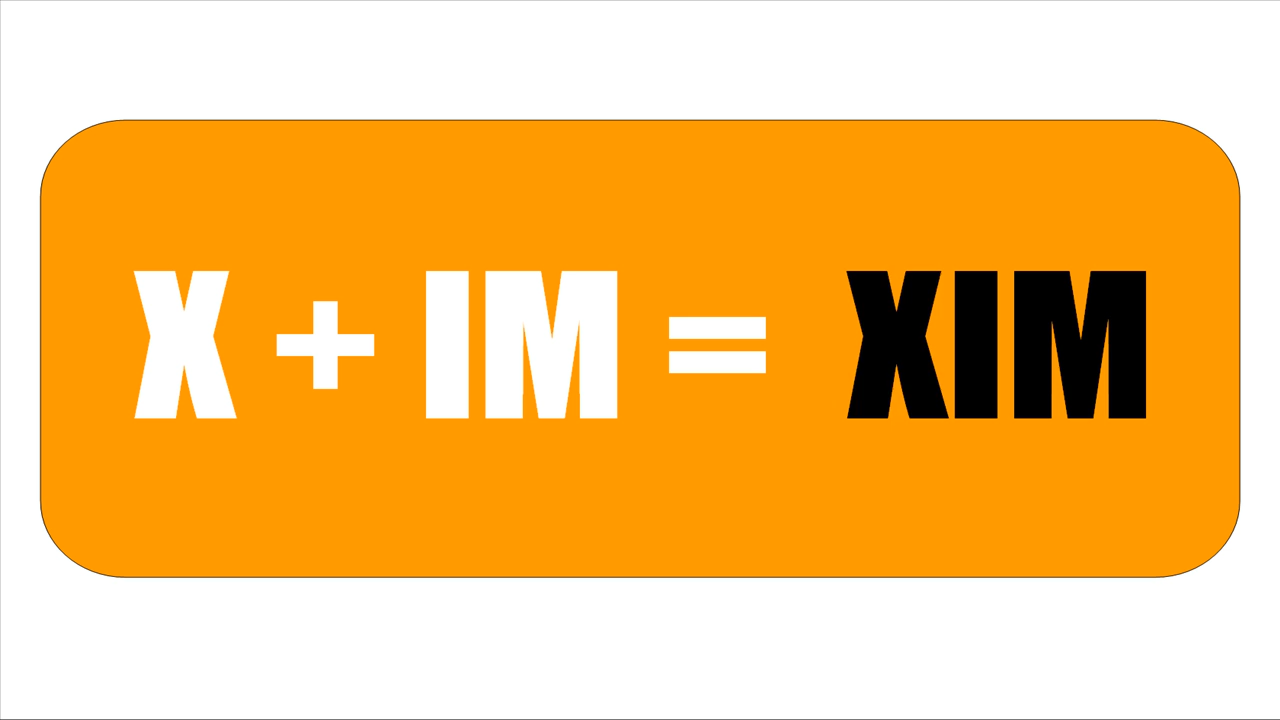 X + IM = XIM